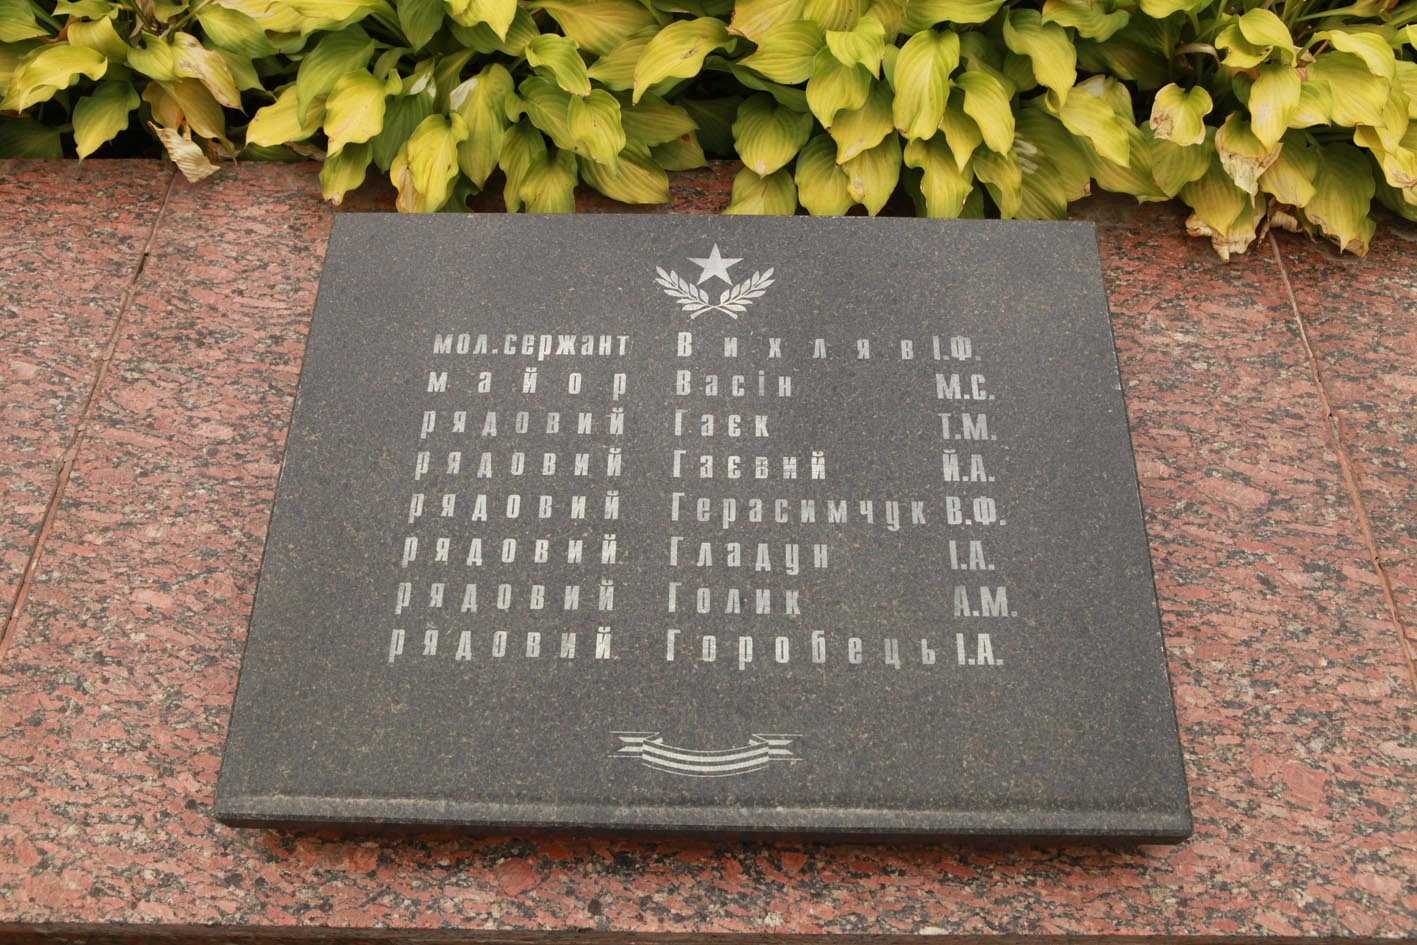 мол.сержант Вихляв І.Ф.
майор Васін М.С.
рядовий Гаєк Т.М.
рядовий Гаєвий Й.А.
рядовий Герасимчук В.Ф.
рядовий Гладун І.А.
рядовий Голик А.М.
рядовий Горобець І.А.